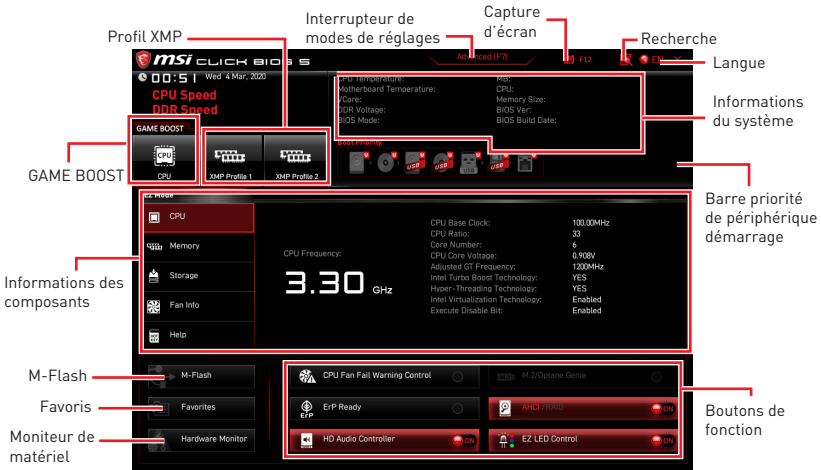 Profil XMP
Interrupteur de
modes de réglages
Capture
d'écran
Recherche
Langue
Informations
du système
GAME BOOST
Barre priorité
de périphérique
démarrage
Informations des
composants
M-Flash
Favoris
Moniteur de
matériel
Boutons de
fonction
msi CLICK BIOS 5
Advanced (F7)
F12
EN
X
00:51 Wed 4 Mar, 2020
CPU Speed
DDR Speed
CPU Temperature:
Motherboard Temperature:
VCore:
DDR Voltage:
BIOS Mode:
MB:
CPU:
Memory Size:
BIOS Ver:
BIOS Build Date:
GAME BOOST
CPU
CPU
XMP Profile 1
XMP Profile 2
Boot Priority
U U U U U U U
USB USB USB USB
EZ Mode
CPU
Memory
Storage
Fan Info
Help
CPU Frequency:
3.30 GHz
CPU Base Clock: 100.00MHz
CPU Ratio: 33
Core Number: 6
CPU Core Voltage: 0.908V
Adjusted GT Frequency: 1200MHz
Intel Turbo Boost Technology: YES
Hyper-Threading Technology: YES
Intel Virtualization Technology: Enabled
Execute Disable Bit: Enabled
M-Flash
Favorites
Hardware Monitor
CPU Fan Fail Warning Control
M.2/Optane Genie
ErP
ErP Ready
AHCI /RAID
ON
HD Audio Controller
ON
EZ LED Control
ON